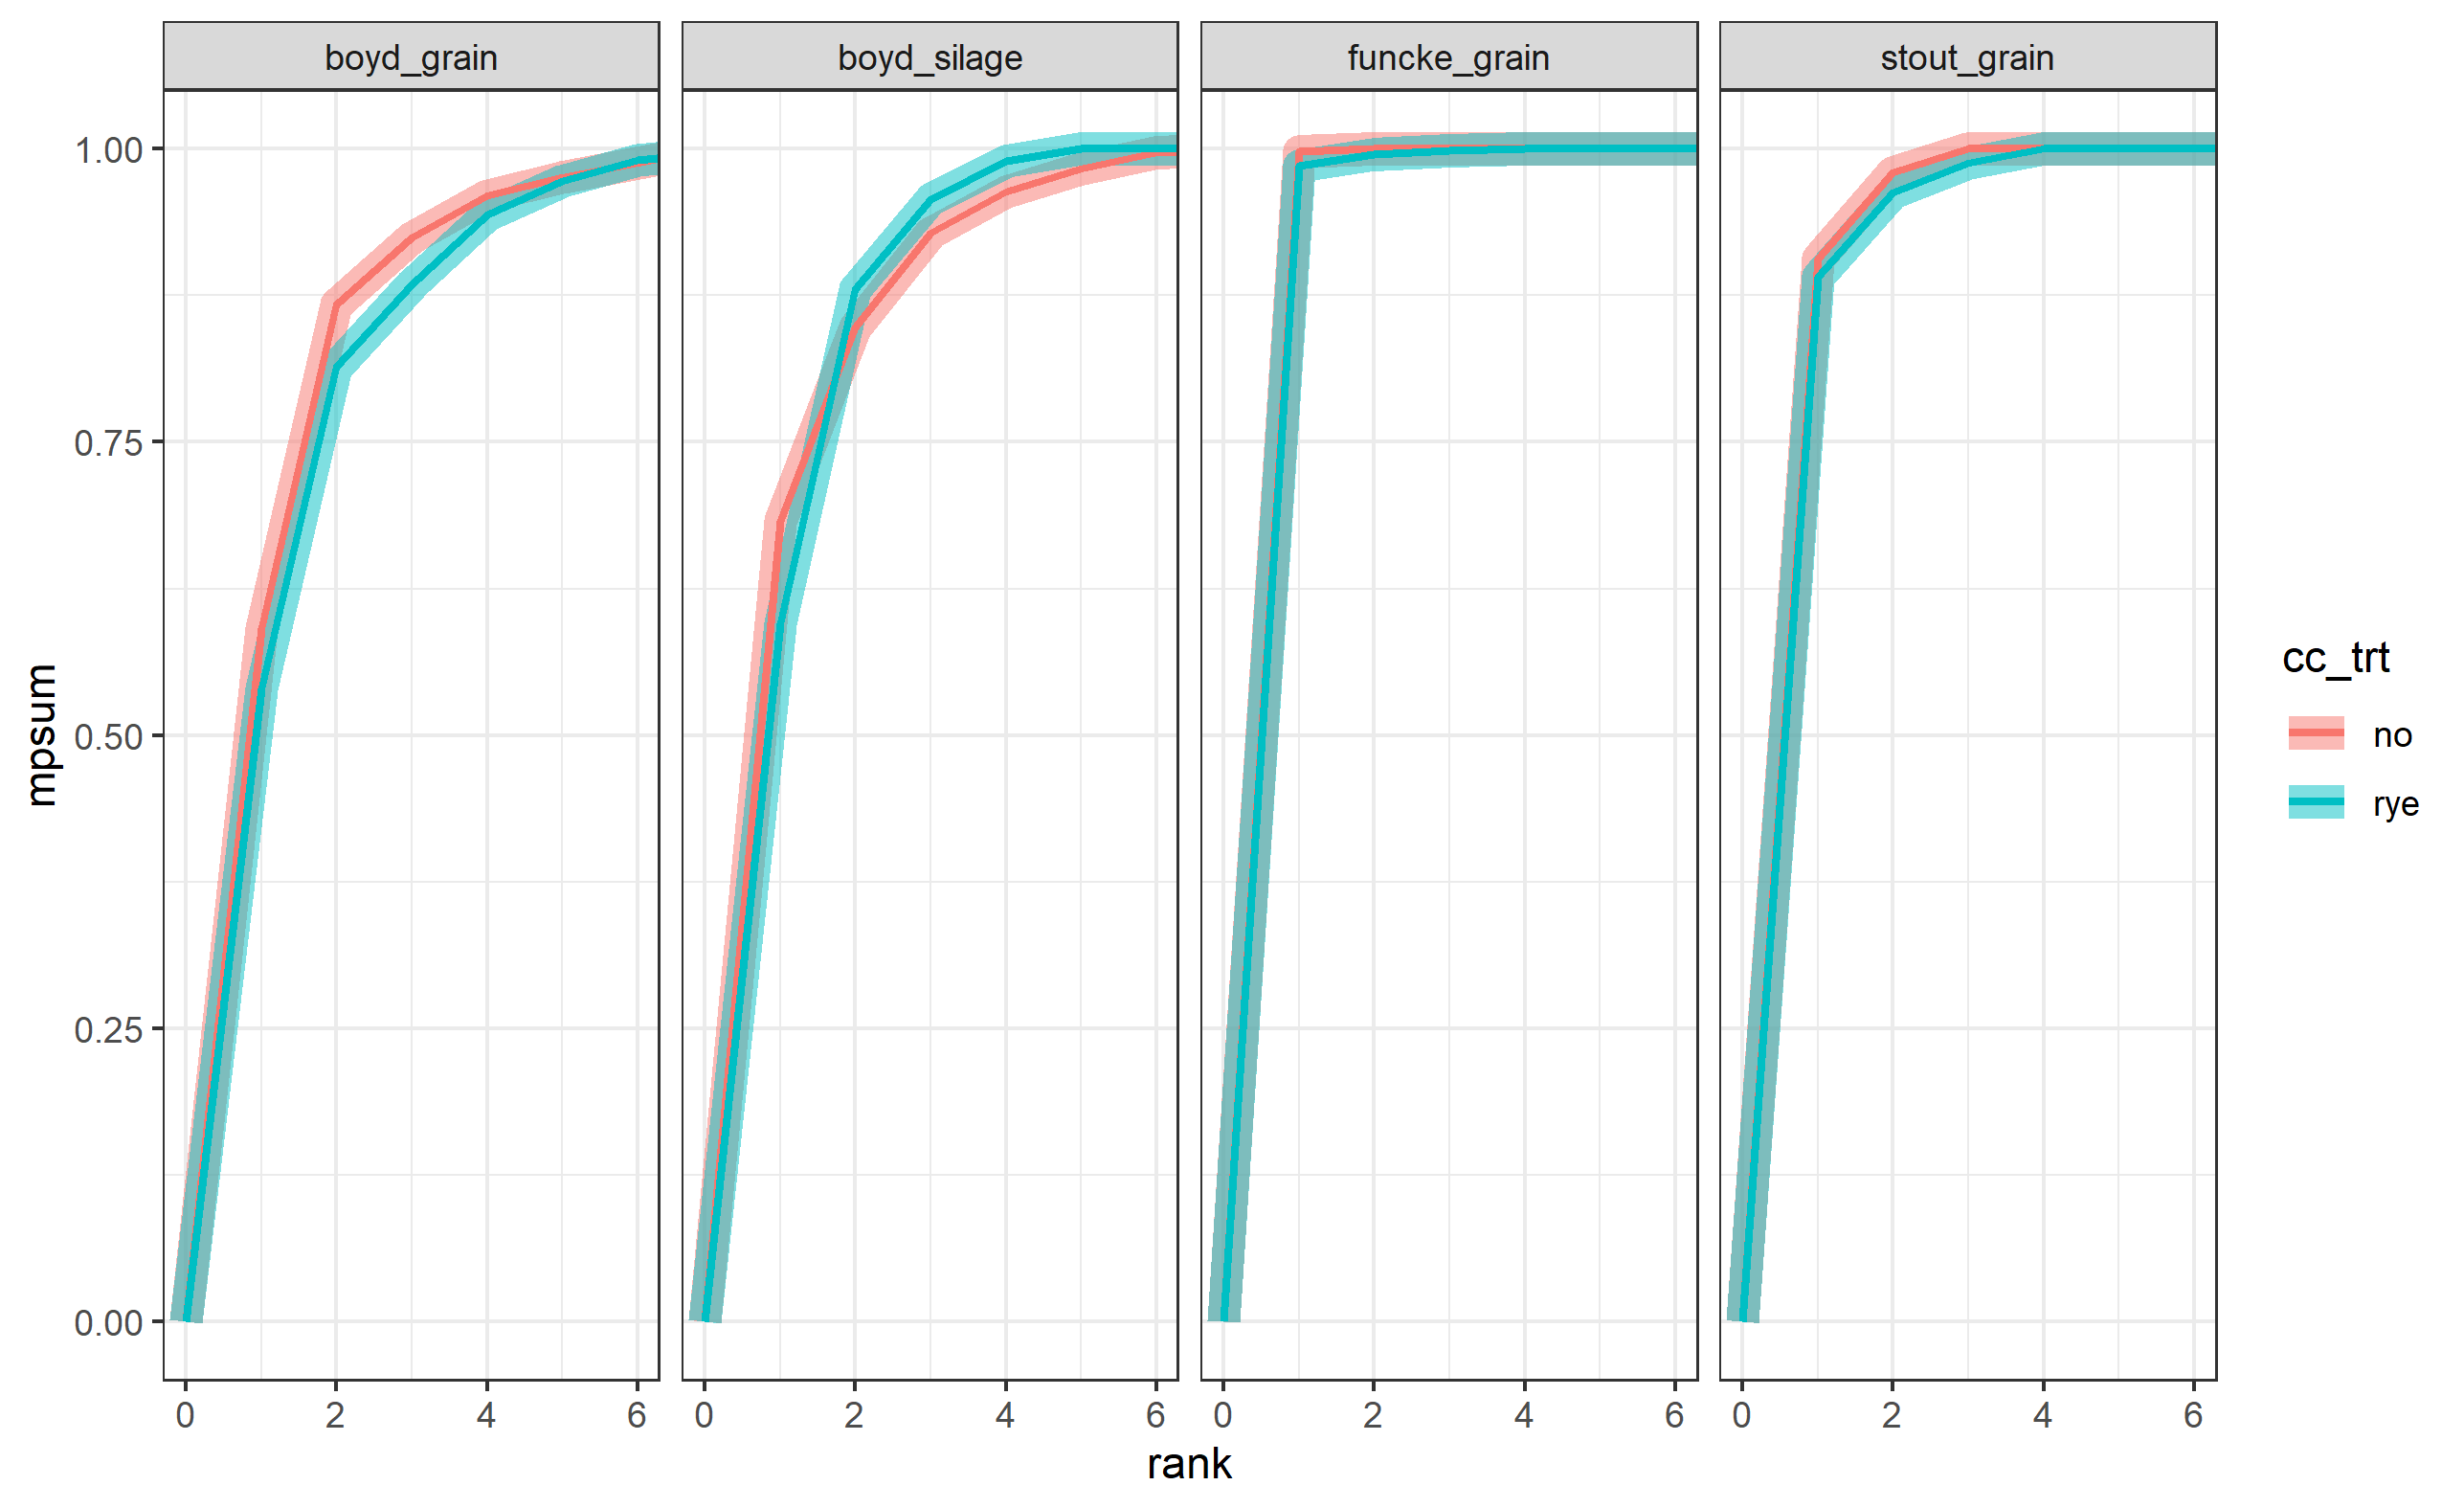 boyd_grain boyd_silage funcke_grain stout_grain
1.00
0.75
0.50
0.25
0.00
mpsum
0 2 4 6 0 2 4 6 0 2 4 6 0 2 4 6
rank
cc_trt
no
rye